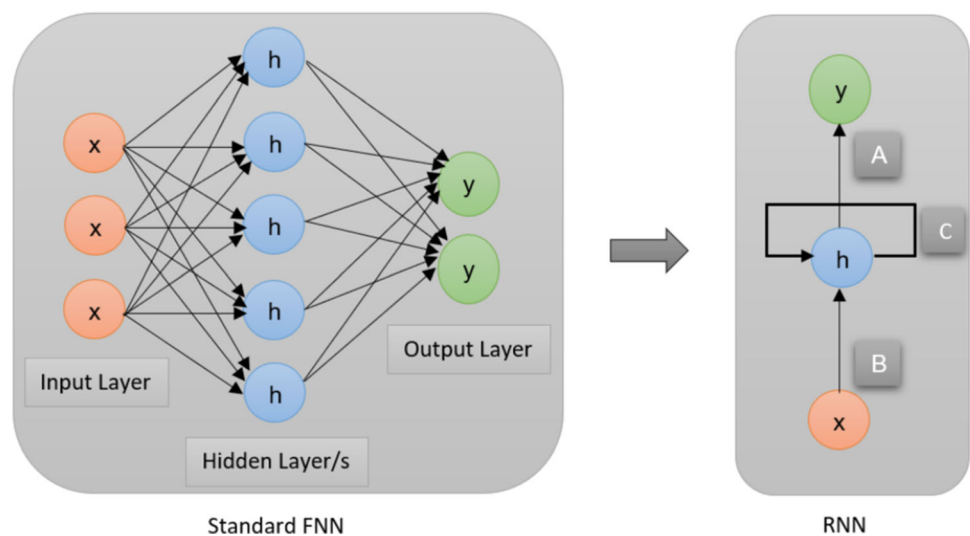 h
h
h
h
h
x
x
x
y
y
Input Layer
Hidden Layer/s
Output Layer
Standard FNN
y
A
C
h
B
x
RNN